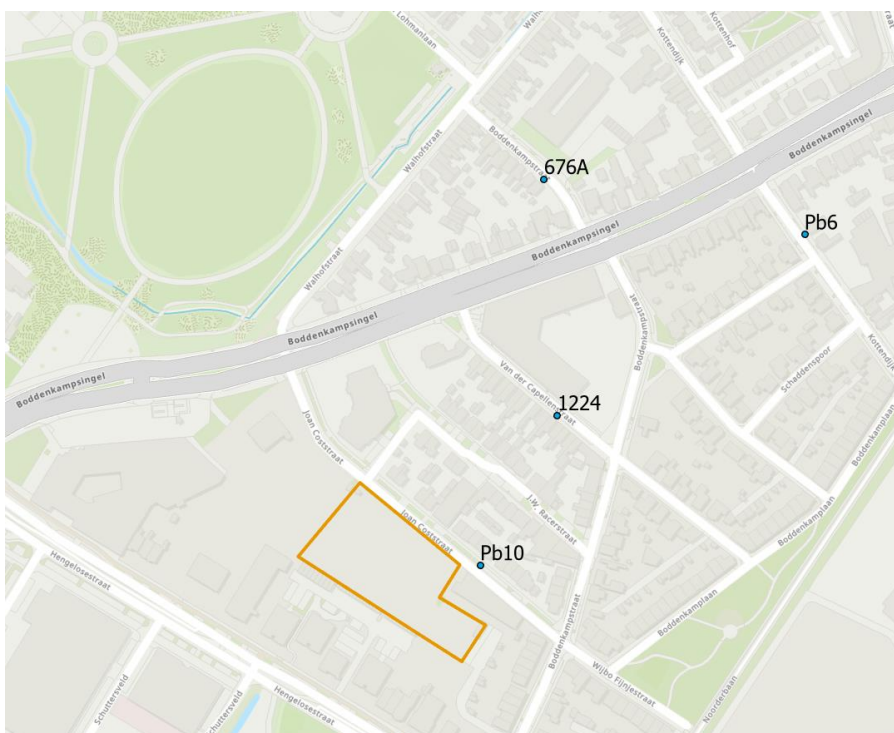 Lohmanlaan
Walhofstraat
Kottendijk
Kottenhof
Boddenkampsingel
Walhofstraat
Boddenkampstraat
676A
Pb6
Boddenkampsingel
Walhofstraat
Boddenkampsingel
Boddenkampstraat
Kottendijk
Schaddenspoor
Boddenkampsingel
Van der Capellenstraat
1224
Joan Coststraat
Boddenkamplaan
J.W. Racerstraat
Joan Coststraat
Pb10
Boddenkamplaan
Hengelosestraat
Boddenkampstraat
Boddenkamplaan
Wijbo Fijnjestraat
Noorderbaan
Schuttersveld
Schuttersveld
Hengelosestraat